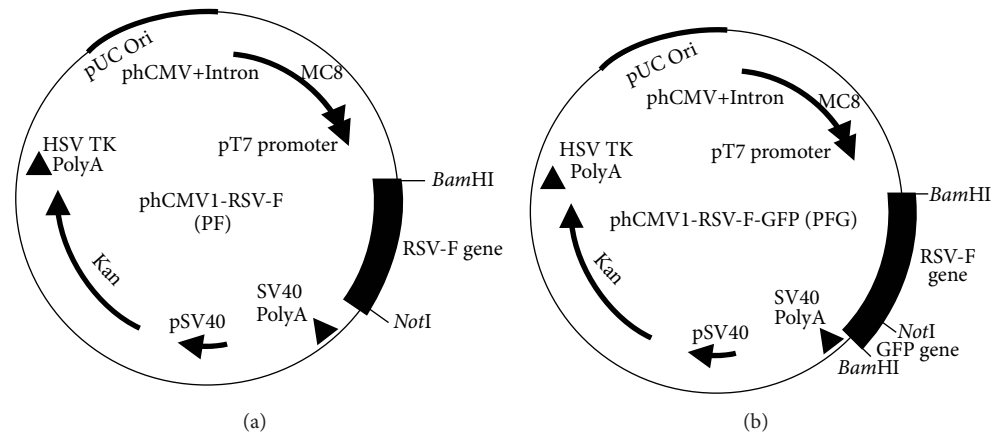 pUC Ori
phCMV+Intron
MC8
pT7 promoter
HSV TK
PolyA
phCMV1-RSV-F
(PF)
BamHI
RSV-F gene
NotI
SV40
PolyA
pSV40
Kan
(a)
pUC Ori
phCMV+Intron
MC8
pT7 promoter
HSV TK
PolyA
phCMV1-RSV-F-GFP (PFG)
BamHI
RSV-F
gene
NotI
GFP gene
BamHI
SV40
PolyA
pSV40
Kan
(b)